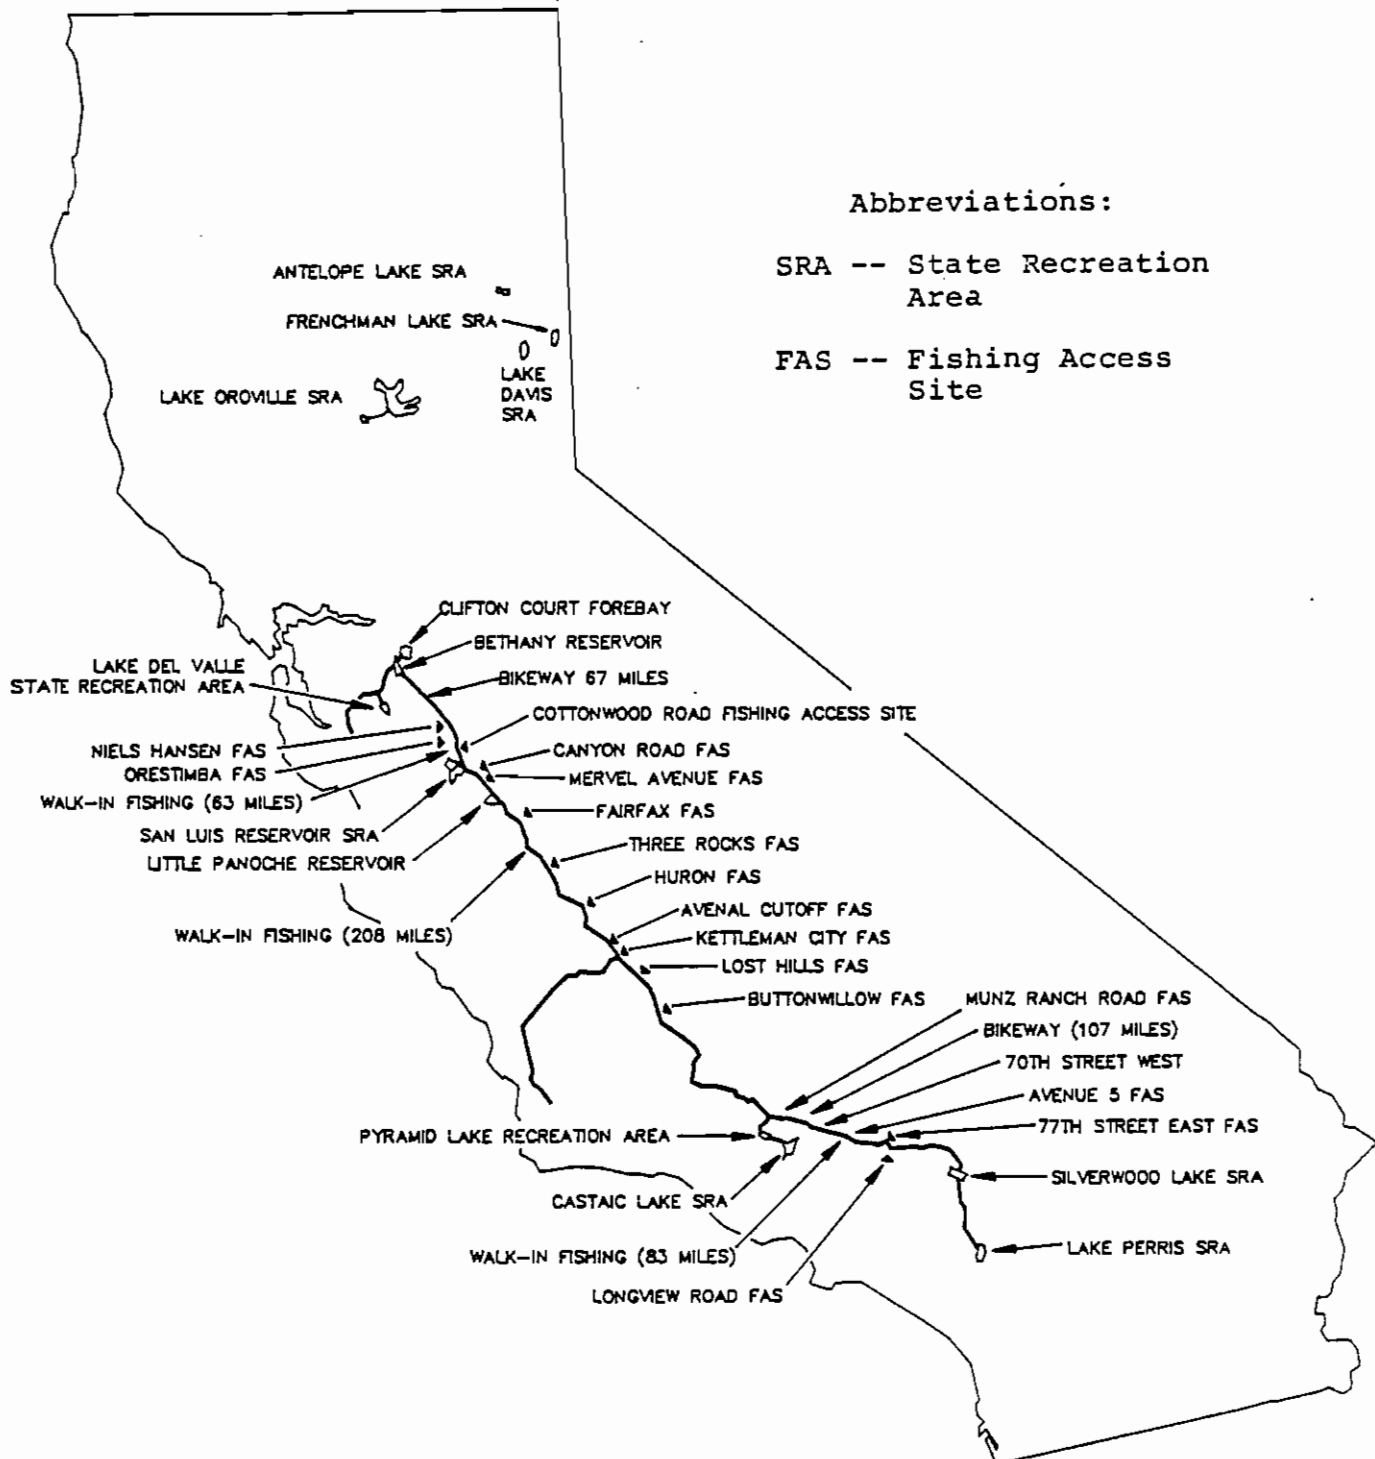 Abbreviations:
SRA -- State Recreation
Area
FAS -- Fishing Access
Site
ANTELOPE LAKE SRA
FRENCHMAN LAKE SRA
LAKE
DAVIS
SRA
LAKE OROVILLE SRA
CLIFTON COURT FOREBAY
BETHANY RESERVOIR
LAKE DEL VALLE
STATE RECREATION AREA
BIKEWAY 67 MILES
COTTONWOOD ROAD FISHING ACCESS SITE
NIELS HANSEN FAS
CANYON ROAD FAS
ORESTIMBA FAS
MERVEL AVENUE FAS
WALK-IN FISHING (63 MILES)
FAIRFAX FAS
SAN LUIS RESERVOIR SRA
THREE ROCKS FAS
LITTLE PANOCHE RESERVOIR
HURON FAS
AVENAL CUTOFF FAS
WALK-IN FISHING (208 MILES)
KETTLEMAN CITY FAS
LOST HILLS FAS
BUTTONWILLOW FAS
MUNZ RANCH ROAD FAS
BIKEWAY (107 MILES)
70TH STREET WEST
AVENUE S FAS
77TH STREET EAST FAS
PYRAMID LAKE RECREATION AREA
SILVERWOOD LAKE SRA
CASTAIC LAKE SRA
LAKE PERRIS SRA
WALK-IN FISHING (83 MILES)
LONGVIEW ROAD FAS